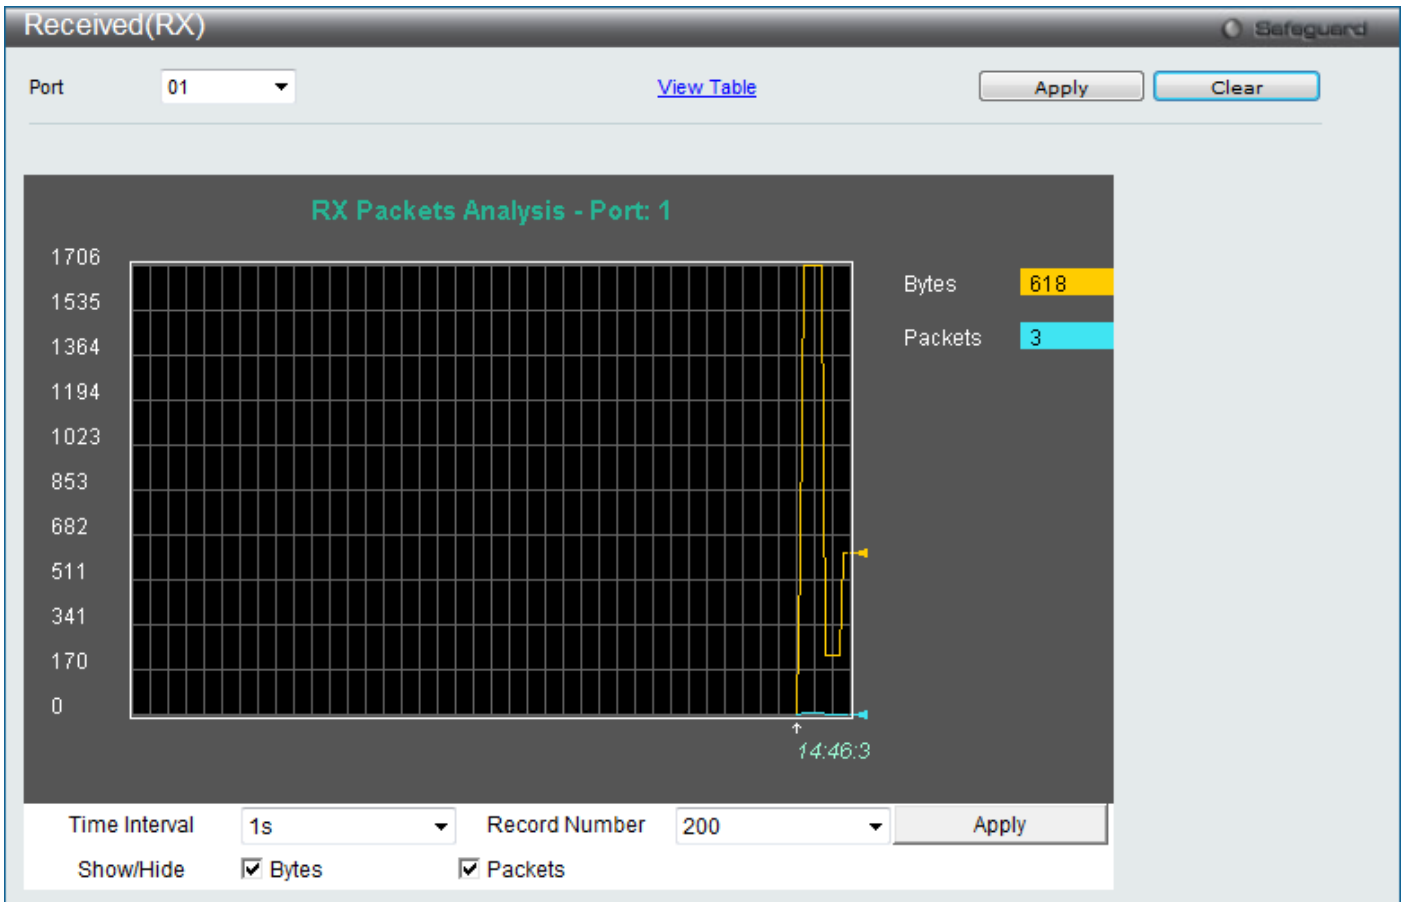 Received(RX)
Safeguard
Port 01 View Table Apply Clear
RX Packets Analysis - Port: 1
1706
1535
1364
1194
1023
853
682
511
341
170
0
Bytes 618
Packets 3
14:46:3
Time Interval 1s Record Number 200 Apply
Show/Hide Bytes Packets